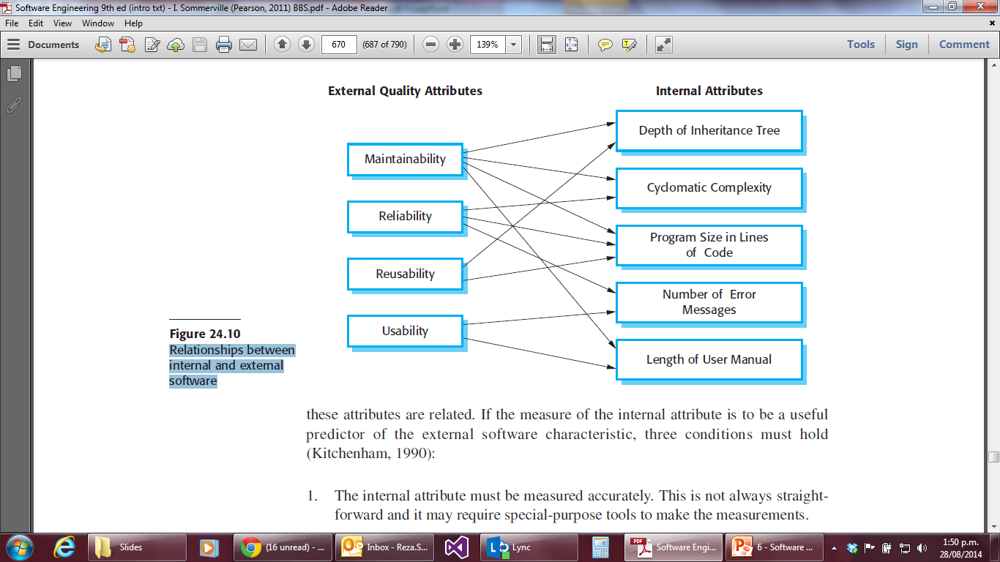 Software Engineering 9th ed (intro txt) - I. Sommerville (Pearson, 2011) BBS.pdf - Adobe Reader
File Edit View Window Help
Documents 670 (687 of 790) 139% Tools Sign Comment
External Quality Attributes
Internal Attributes
Maintainability
Reliability
Reusability
Usability
Depth of Inheritance Tree
Cyclomatic Complexity
Program Size in Lines
of Code
Number of Error
Messages
Length of User Manual
Figure 24.10
Relationships between
internal and external
software
these attributes are related. If the measure of the internal attribute is to be a useful
predictor of the external software characteristic, three conditions must hold
(Kitchenham, 1990):
1. The internal attribute must be measured accurately. This is not always straight-
forward and it may require special-purpose tools to make the measurements.
Slides (16 unread) - ... Inbox - Reza.S... Lync Software Engi... 6 - Software ...
1:50 p.m.
28/08/2014